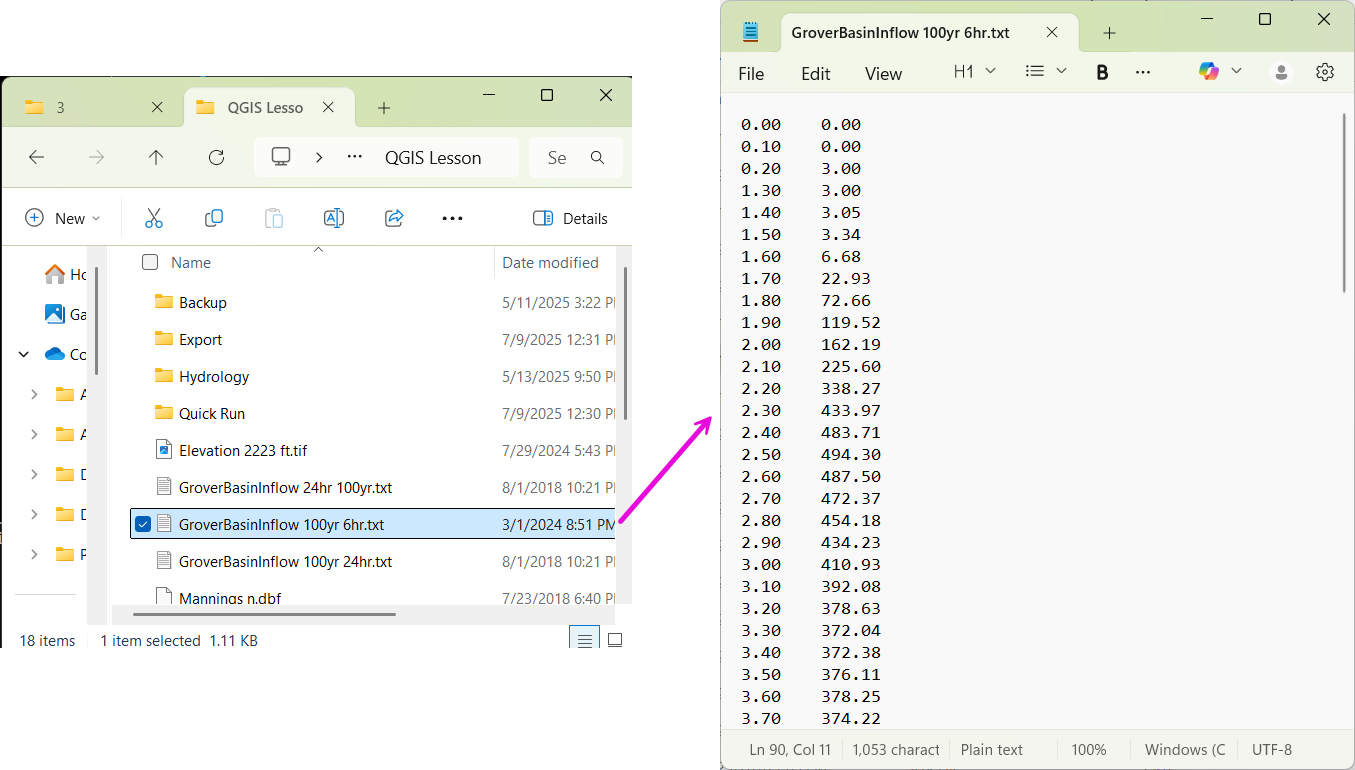 3
QGIS Lesso
QGIS Lesson
Se
New
Details
Name
Date modified
Ho
Ga
Co
A
A
D
D
P
Backup 5/11/2025 3:22 P
Export 7/9/2025 12:31 P
Hydrology 5/13/2025 9:50 P
Quick Run 7/9/2025 12:30 P
Elevation 2223 ft.tif 7/29/2024 5:43 P
GroverBasinInflow 24hr 100yr.txt 8/1/2018 10:21 P
GroverBasinInflow 100yr 6hr.txt 3/1/2024 8:51 PM
GroverBasinInflow 100yr 24hr.txt 8/1/2018 10:21 P
Mannings n.dbf 7/23/2018 6:40 P
18 items 1 item selected 1.11 KB
GroverBasinInflow 100yr 6hr.txt
File Edit View H1 B
0.00 0.00
0.10 0.00
0.20 3.00
1.30 3.00
1.40 3.05
1.50 3.34
1.60 6.68
1.70 22.93
1.80 72.66
1.90 119.52
2.00 162.19
2.10 225.60
2.20 338.27
2.30 433.97
2.40 483.71
2.50 494.30
2.60 487.50
2.70 472.37
2.80 454.18
2.90 434.23
3.00 410.93
3.10 392.08
3.20 378.63
3.30 372.04
3.40 372.38
3.50 376.11
3.60 378.25
3.70 374.22
Ln 90, Col 11 1,053 charact Plain text 100% Windows (C UTF-8